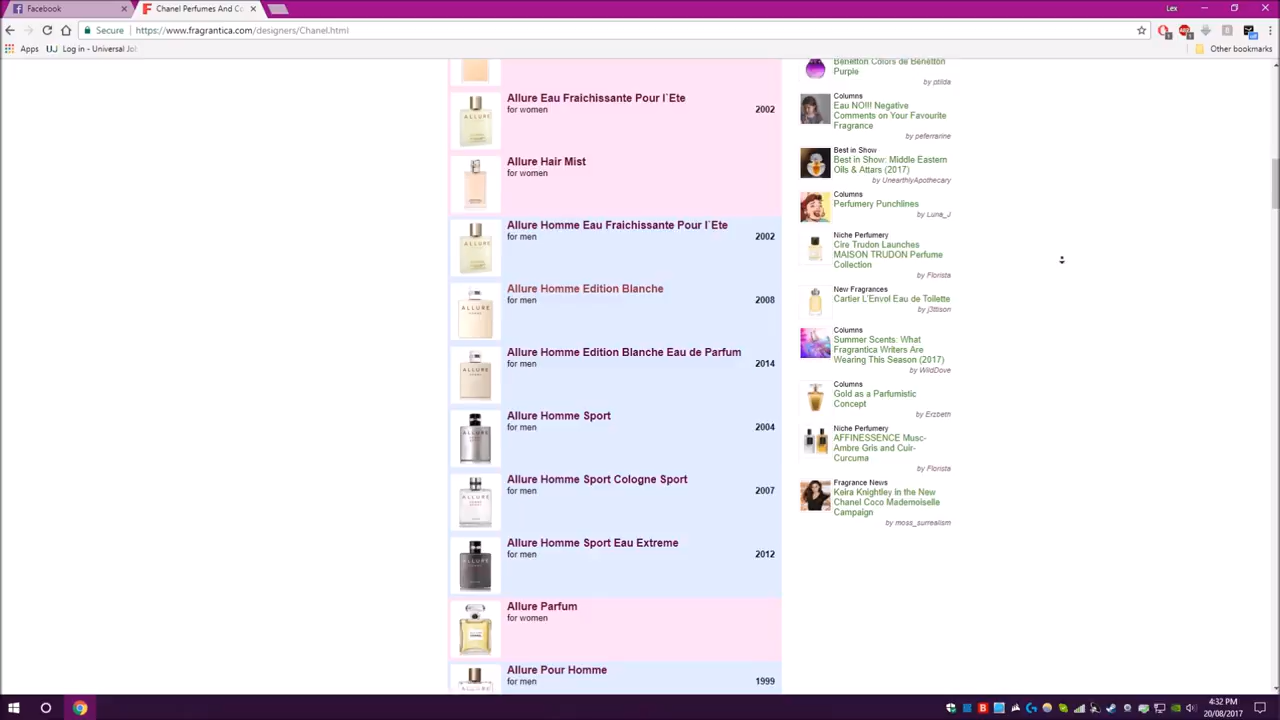 Facebook
Chanel Perfumes And Co
Lex
Secure
https://www.fragrantica.com/designers/Chanel.html
Apps
Log in - Universal Jo
Other bookmarks
Allure Eau Fraichissante Pour l`Ete
for women
2002
Allure Hair Mist
for women
Allure Homme Eau Fraichissante Pour l`Ete
for men
2002
Allure Homme Edition Blanche
for men
2008
Allure Homme Edition Blanche Eau de Parfum
for men
2014
Allure Homme Sport
for men
2004
Allure Homme Sport Cologne Sport
for men
2007
Allure Homme Sport Eau Extreme
for men
2012
Allure Parfum
for women
Allure Pour Homme
for men
1999
Benetton Colors de Benetton
Purple
by ptilda
Columns
Eau NO!!! Negative
Comments on Your Favourite
Fragrance
by peferrarine
Best in Show
Best in Show: Middle Eastern
Oils & Attars (2017)
by UnearthlyApothecary
Columns
Perfumery Punchlines
by Luna_J
Niche Perfumery
Cire Trudon Launches
MAISON TRUDON Perfume
Collection
by Florista
New Fragrances
Cartier L'Envol Eau de Toilette
by j3ttison
Columns
Summer Scents: What
Fragrantica Writers Are
Wearing This Season (2017)
by WildDove
Columns
Gold as a Parfumistic
Concept
by Erzbeth
Niche Perfumery
AFFINESSENCE Musc-
Ambre Gris and Cuir-
Curcuma
by Florista
Fragrance News
Keira Knightley in the New
Chanel Coco Mademoiselle
Campaign
by moss_surrealism
4:32 PM
20/08/2017